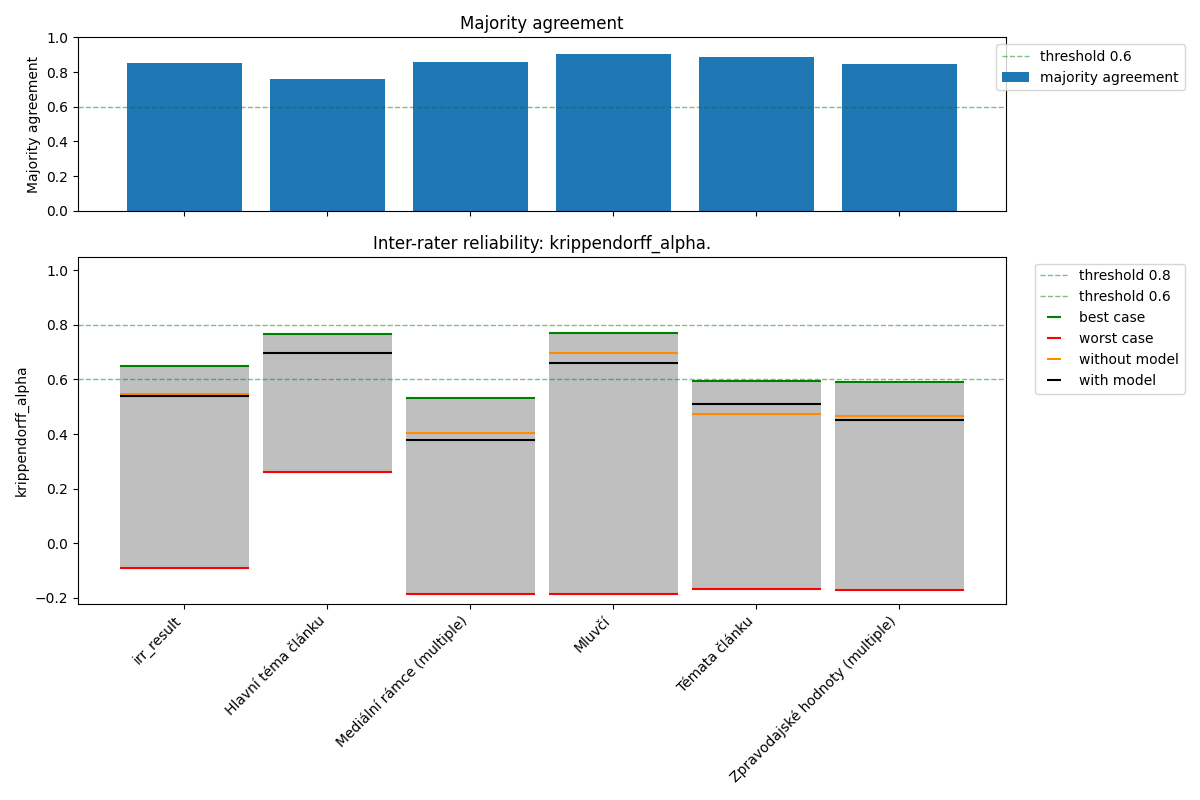 Majority agreement
Majority agreement
1.0
0.8
0.6
0.4
0.2
0.0
threshold 0.6
majority agreement
Inter-rater reliability: krippendorff_alpha.
krippendorff_alpha
1.0
0.8
0.6
0.4
0.2
0.0
−0.2
threshold 0.8
threshold 0.6
best case
worst case
without model
with model
irr_result
Hlavní téma článku
Mediální rámce (multiple)
Mluvčí
Témata článku
Zpravodajské hodnoty (multiple)